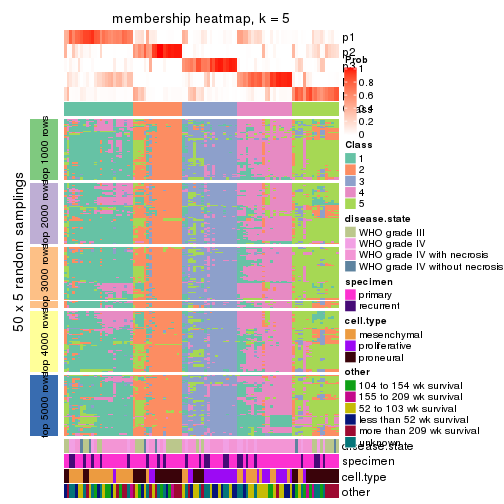 membership heatmap, k = 5
p1
p2
p3
Prob
1
0.8
0.6
0.4
0.2
0
Class
Class
1
2
3
4
5
disease.state
WHO grade III
WHO grade IV
WHO grade IV with necrosis
WHO grade IV without necrosis
specimen
primary
recurrent
cell.type
mesenchymal
proliferative
proneural
other
104 to 154 wk survival
155 to 209 wk survival
52 to 103 wk survival
less than 52 wk survival
more than 209 wk survival
unknown
50 x 5 random samplings
top 1000 rows
top 2000 rows
top 3000 rows
top 4000 rows
top 5000 rows
disease.state
specimen
cell.type
other